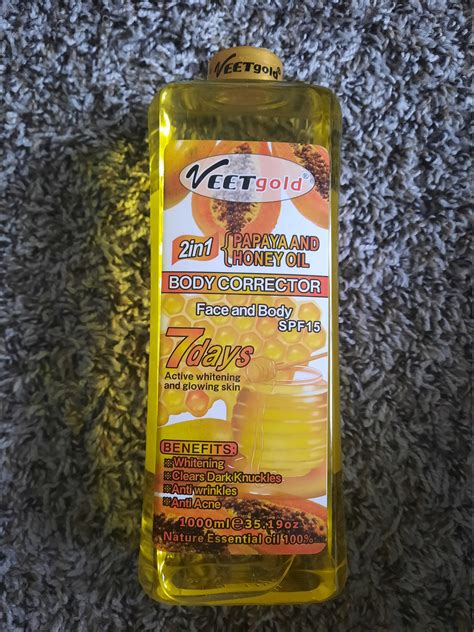 VEETgold
VEETgold®
2in1 { PAPAYA AND
HONEY OIL
BODY CORRECTOR
Face and Body
SPF15
7days
Active whitening
and glowing skin
BENEFITS:
※Whitening
※Clears Dark Knuckles
※Anti wrinkles
※Anti Acne
1000ml℮35.19oz
Nature Essential oil 100%